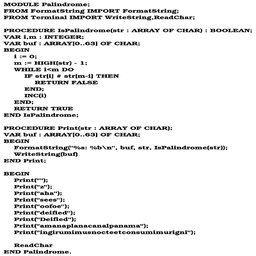 MODULE Palindrome;
FROM FormatString IMPORT FormatString;
FROM Terminal IMPORT WriteString,ReadChar;

PROCEDURE IsPalindrome(str : ARRAY OF CHAR) : BOOLEAN;
VAR i,m : INTEGER;
VAR buf : ARRAY[0..63] OF CHAR;
BEGIN
    i := 0;
    m := HIGH(str) - 1;
    WHILE i<m DO
        IF str[i] # str[m-i] THEN
            RETURN FALSE
        END;
        INC(i)
    END;
    RETURN TRUE
END IsPalindrome;

PROCEDURE Print(str : ARRAY OF CHAR);
VAR buf : ARRAY[0..63] OF CHAR;
BEGIN
    FormatString("%s: %b\n", buf, str, IsPalindrome(str));
    WriteString(buf)
END Print;

BEGIN
    Print("");
    Print("z");
    Print("aha");
    Print("sees");
    Print("oofoe");
    Print("deified");
    Print("Deified");
    Print("amanaplanacanalpanama");
    Print("ingirumimusnocteetconsumimurigni");

    ReadChar
END Palindrome.